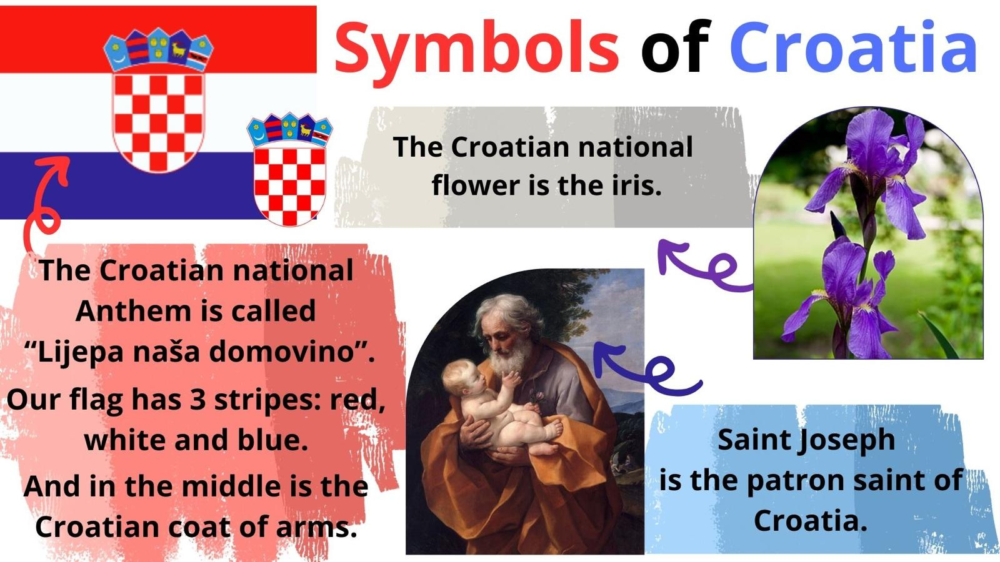 Symbols of Croatia
The Croatian national
flower is the iris.
The Croatian national
Anthem is called
“Lijepa naša domovino”.
Our flag has 3 stripes: red,
white and blue.
And in the middle is the
Croatian coat of arms.
Saint Joseph
is the patron saint of
Croatia.